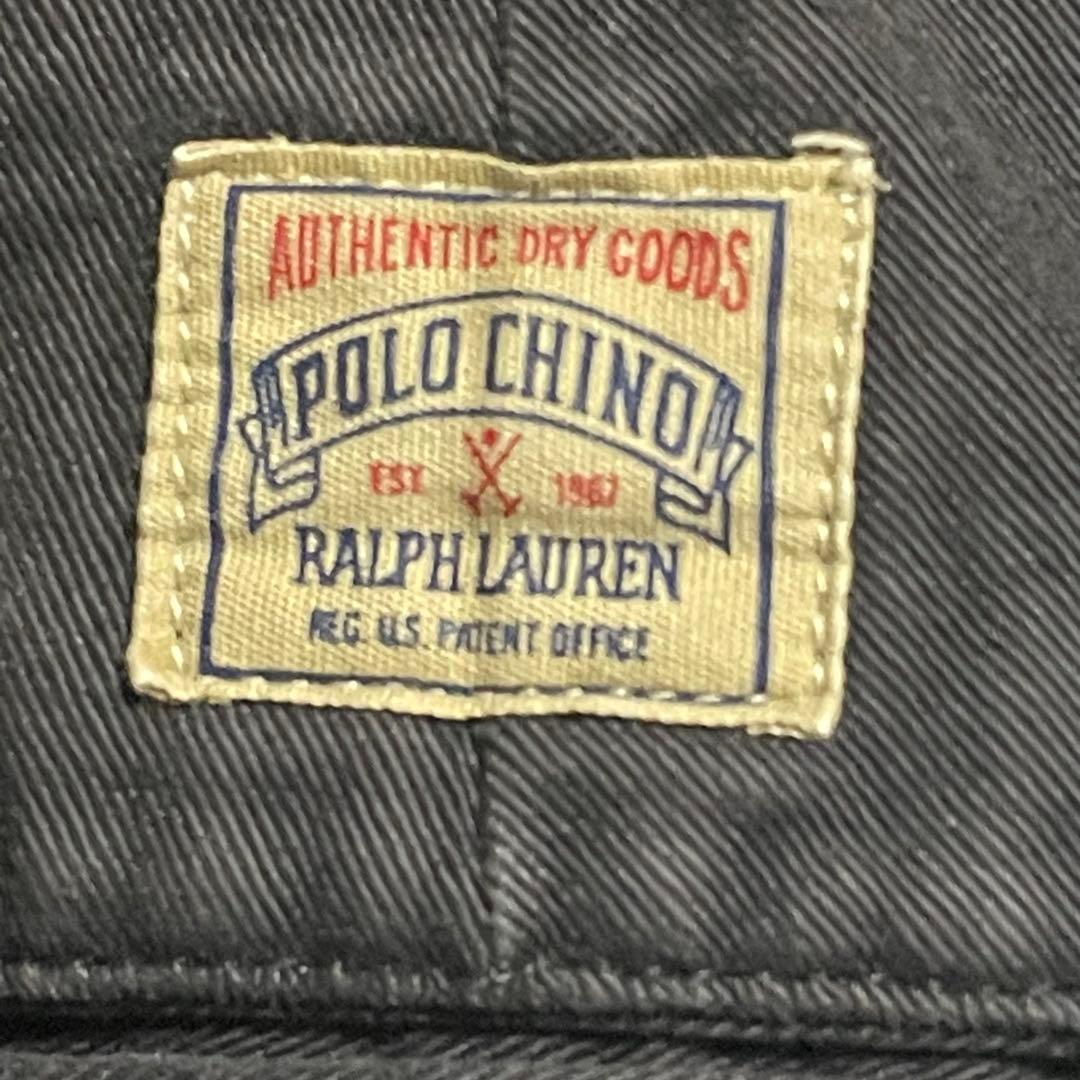 AUTHENTIC DRY GOODS
POLO CHINO
EST. 1967
RALPH LAUREN
REG. U.S. PATENT OFFICE